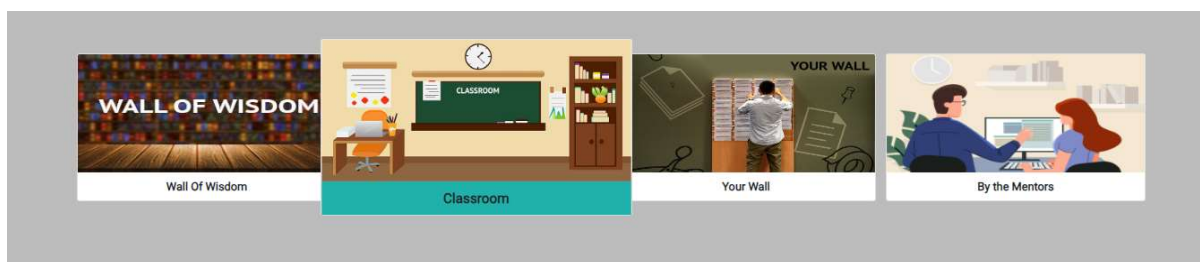 WALL OF WISDOM
Wall Of Wisdom
CLASSROOM
Classroom
YOUR WALL
Your Wall
By the Mentors